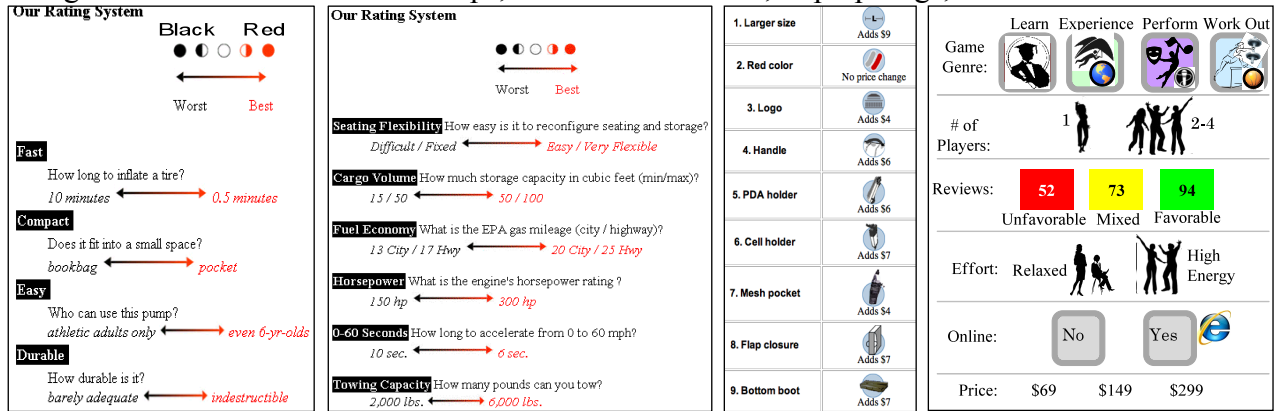 Our Rating System
Black Red
Worst Best
Fast
How long to inflate a tire?
10 minutes 0.5 minutes
Compact
Does it fit into a small space?
bookbag pocket
Easy
Who can use this pump?
athletic adults only even 6-yr-olds
Durable
How durable is it?
barely adequate indestructible
Our Rating System
Worst Best
Seating Flexibility How easy is it to reconfigure seating and storage?
Difficult / Fixed Easy / Very Flexible
Cargo Volume How much storage capacity in cubic feet (min/max)?
15 / 50 50 / 100
Fuel Economy What is the EPA gas mileage (city / highway)?
13 City / 17 Hwy 20 City / 25 Hwy
Horsepower What is the engine's horsepower rating ?
150 hp 300 hp
0-60 Seconds How long to accelerate from 0 to 60 mph?
10 sec. 6 sec.
Towing Capacity How many pounds can you tow?
2,000 lbs. 6,000 lbs.
1. Larger size
L
Adds $9
2. Red color
No price change
3. Logo
Adds $4
4. Handle
Adds $6
5. PDA holder
Adds $6
6. Cell holder
Adds $7
7. Mesh pocket
Adds $4
8. Flap closure
Adds $7
9. Bottom boot
Adds $7
Learn Experience Perform Work Out
Game
Genre:
# of
Players:
1 2-4
Reviews: 52 73 94
Unfavorable Mixed Favorable
Effort: Relaxed High
Energy
Online: No Yes
Price: $69 $149 $299